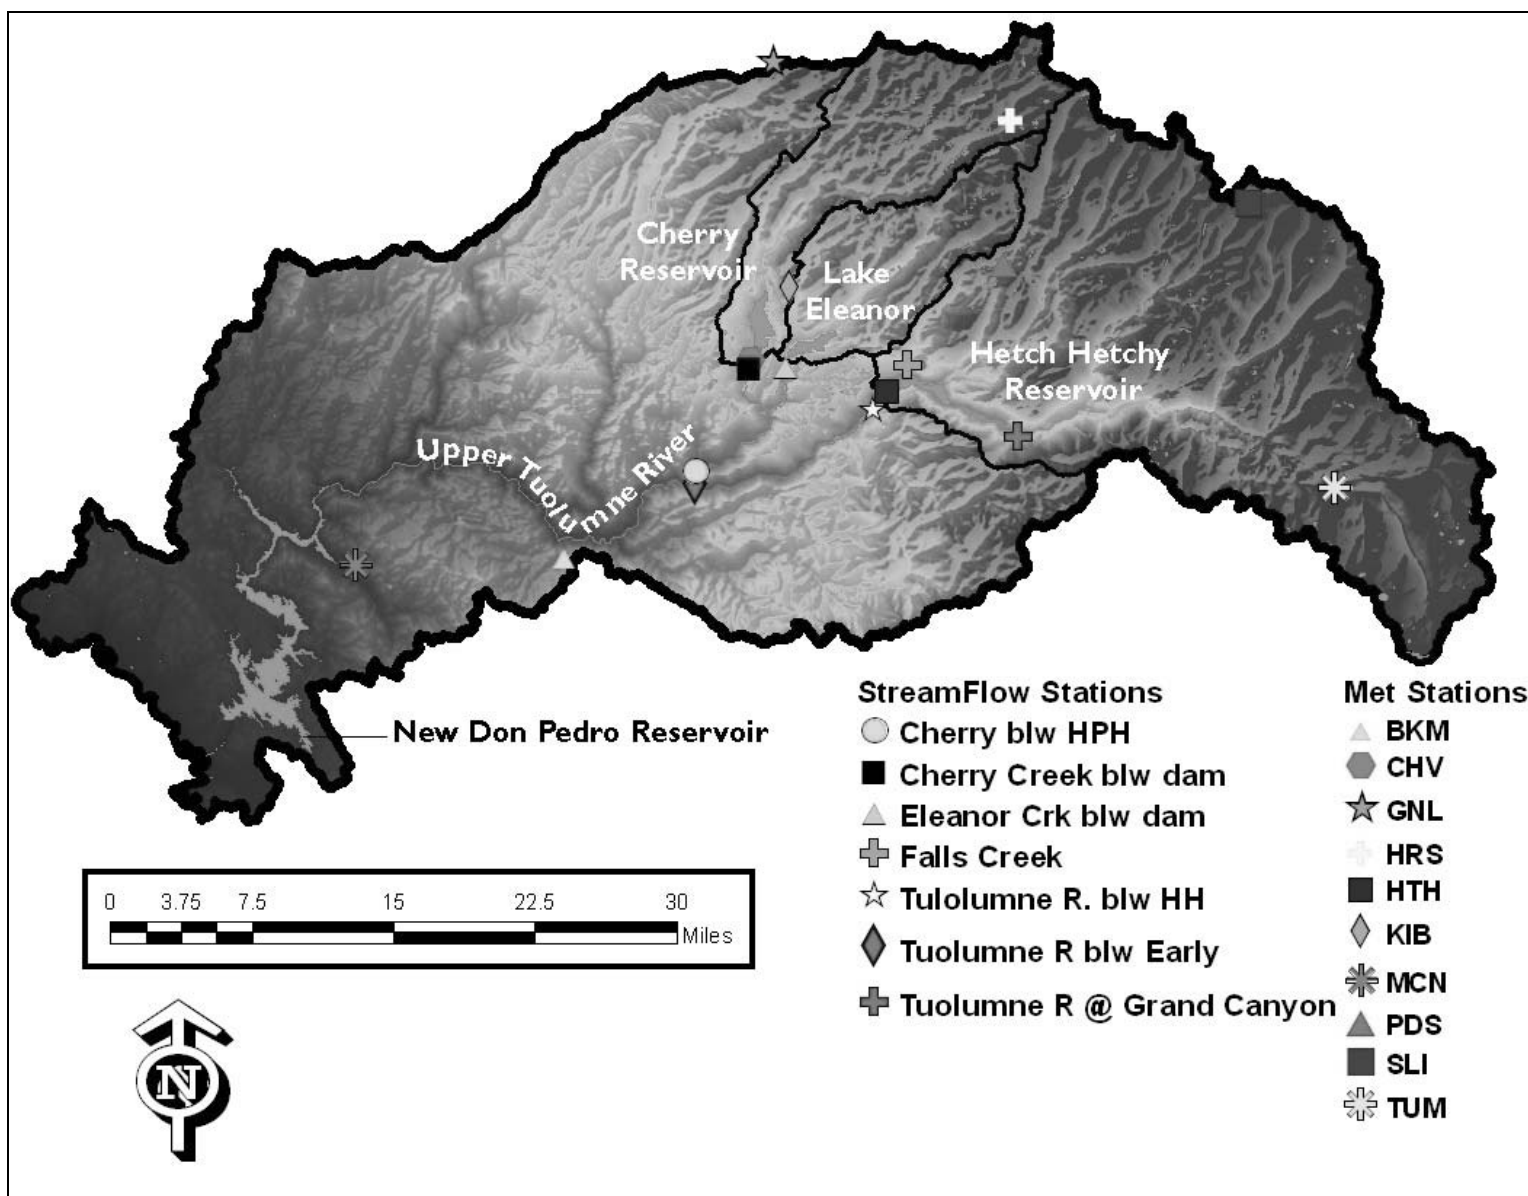 Cherry
Reservoir
Lake
Eleanor
Hetch Hetchy
Reservoir
Upper Tuolumne River
New Don Pedro Reservoir
StreamFlow Stations
Cherry blw HPH
Cherry Creek blw dam
Eleanor Crk blw dam
Falls Creek
Tulolumne R. blw HH
Tuolumne R blw Early
Tuolumne R @ Grand Canyon
Met Stations
BKM
CHV
GNL
HRS
HTH
KIB
MCN
PDS
SLI
TUM
0 3.75 7.5 15 22.5 30
Miles
N